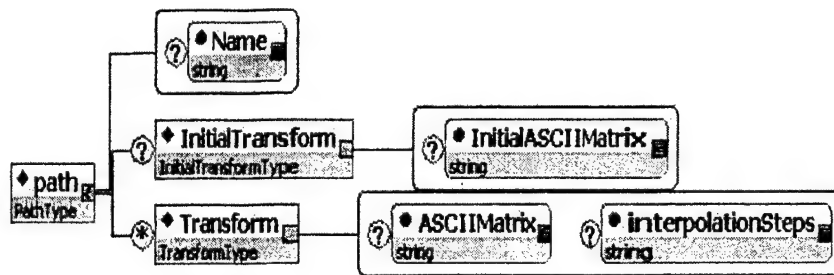 ? Name
string
? InitialTransform
InitialTransformType
? InitialASCIIMatrix
string
path
PathType
* Transform
TransformType
? ASCIIMatrix
string
? interpolationSteps
string